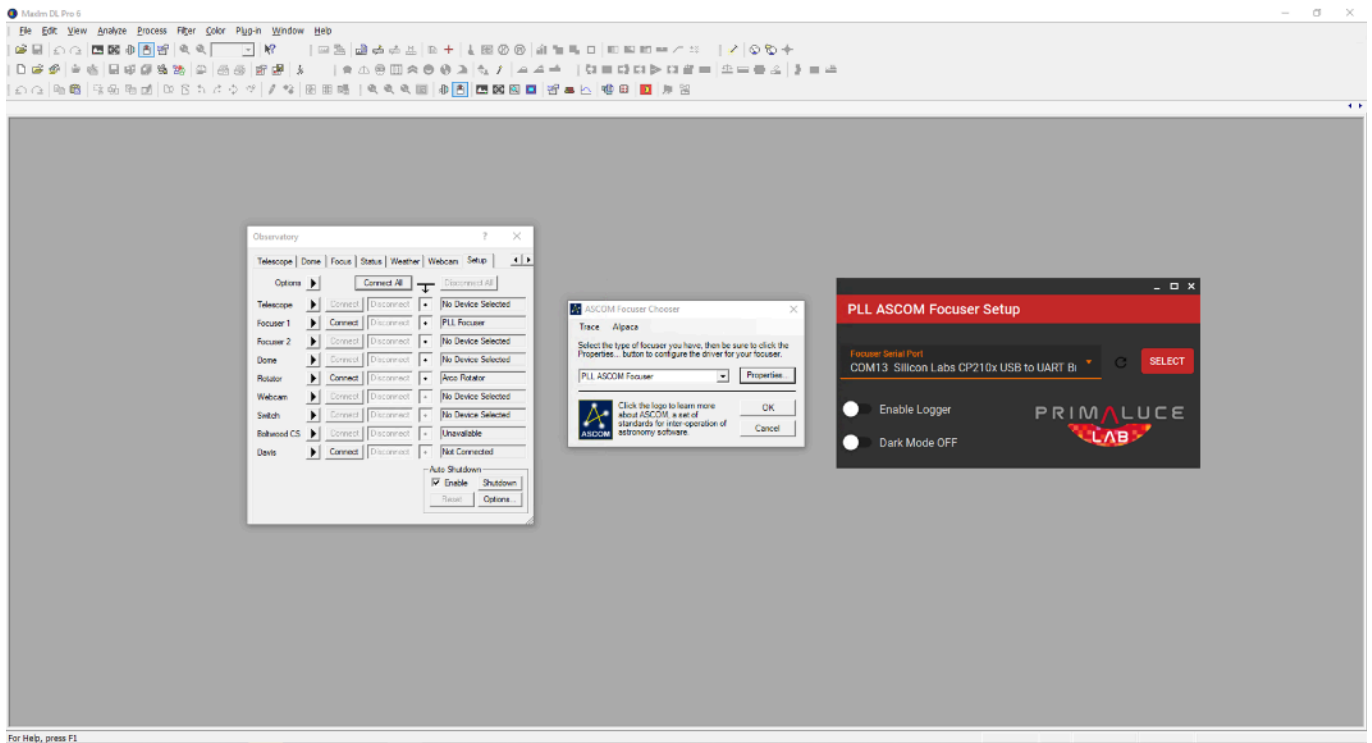 MaxIm DL Pro 6
File Edit View Analyze Process Filter Color Plug-in Window Help
Observatory
Telescope Dome Focus Status Weather Webcam Setup
Options Connect All Disconnect All
Telescope Connect Disconnect No Device Selected
Focuser 1 Connect Disconnect PLL Focuser
Focuser 2 Connect Disconnect No Device Selected
Dome Connect Disconnect No Device Selected
Rotator Connect Disconnect Arco Rotator
Webcam Connect Disconnect No Device Selected
Switch Connect Disconnect No Device Selected
Boltwood CS Connect Disconnect Unavailable
Davis Connect Disconnect Not Connected
Auto Shutdown
Enable Shutdown
Reset Options...
ASCOM Focuser Chooser
Trace Alpaca
Select the type of focuser you have, then be sure to click the
Properties... button to configure the driver for your focuser.
PLL ASCOM Focuser Properties...
Click the logo to learn more
about ASCOM, a set of
standards for inter-operation of
astronomy software.
ASCOM
OK
Cancel
PLL ASCOM Focuser Setup
Focuser Serial Port
COM13 Silicon Labs CP210x USB to UART Bi
SELECT
Enable Logger
Dark Mode OFF
PRIMALUCE
LAB
For Help, press F1